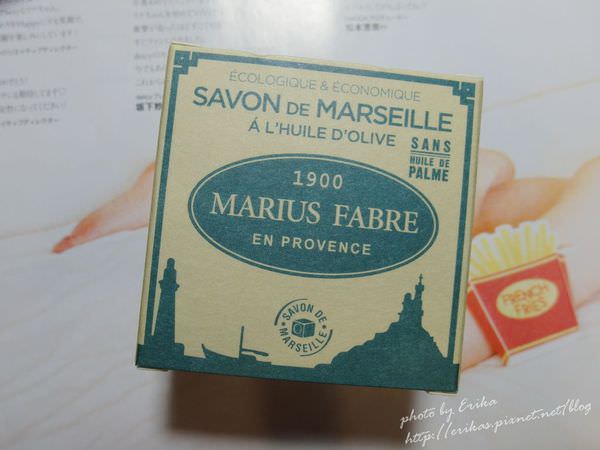 ÉCOLOGIQUE & ÉCONOMIQUE
SAVON DE MARSEILLE
Á L'HUILE D'OLIVE
SANS
HUILE DE
PALME
1900
MARIUS FABRE
EN PROVENCE
SAVON DE
MARSEILLE
FRENCH
FRIES
photo by Erika
http://erikas.pixnet.net/blog